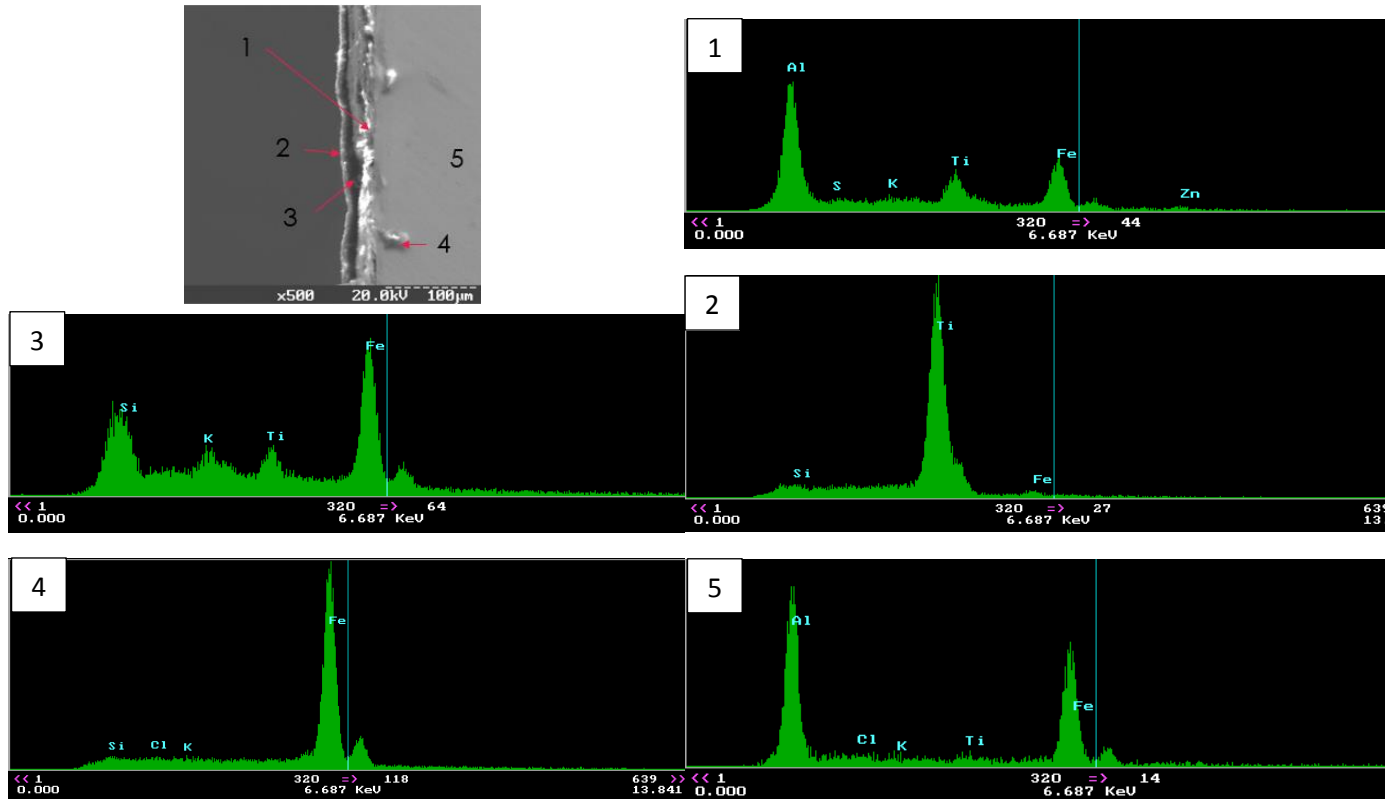 1
2
3
4
5
x500 20.0kV 100μm
1
Al
S
K
Ti
Fe
Zn
<< 1 320 => 44
0.000 6.687 KeV
2
Ti
Si
Fe
<< 1 320 => 27 639
0.000 6.687 KeV 13.
3
Fe
Si
K
Ti
<< 1 320 => 64
0.000 6.687 KeV
4
Fe
Si
Cl
K
<< 1 320 => 118 639 >>
0.000 6.687 KeV 13.841
5
Al
Cl
K
Ti
Fe
<< 1 320 => 14
0.000 6.687 KeV